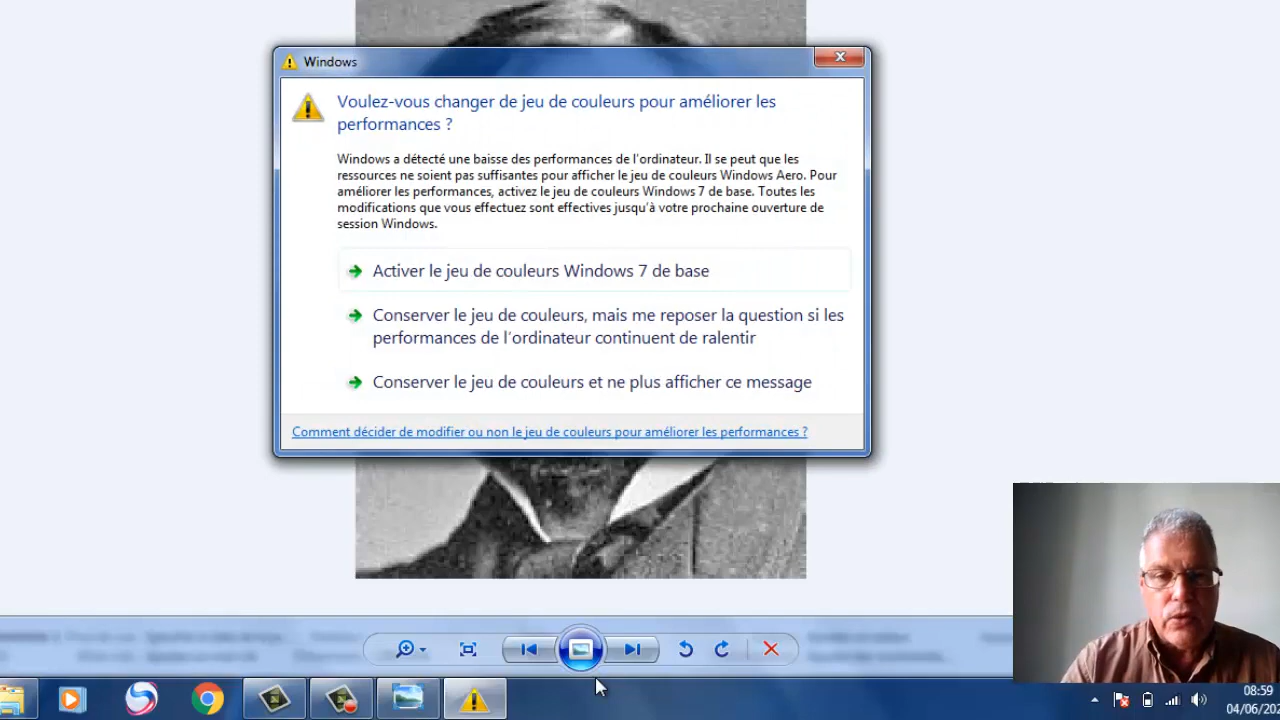 Windows
Voulez-vous changer de jeu de couleurs pour améliorer les
performances ?
Windows a détecté une baisse des performances de l'ordinateur. Il se peut que les
ressources ne soient pas suffisantes pour afficher le jeu de couleurs Windows Aero. Pour
améliorer les performances, activez le jeu de couleurs Windows 7 de base. Toutes les
modifications que vous effectuez sont effectives jusqu'à votre prochaine ouverture de
session Windows.
Activer le jeu de couleurs Windows 7 de base
Conserver le jeu de couleurs, mais me reposer la question si les
performances de l'ordinateur continuent de ralentir
Conserver le jeu de couleurs et ne plus afficher ce message
Comment décider de modifier ou non le jeu de couleurs pour améliorer les performances ?
08:59
04/06/202